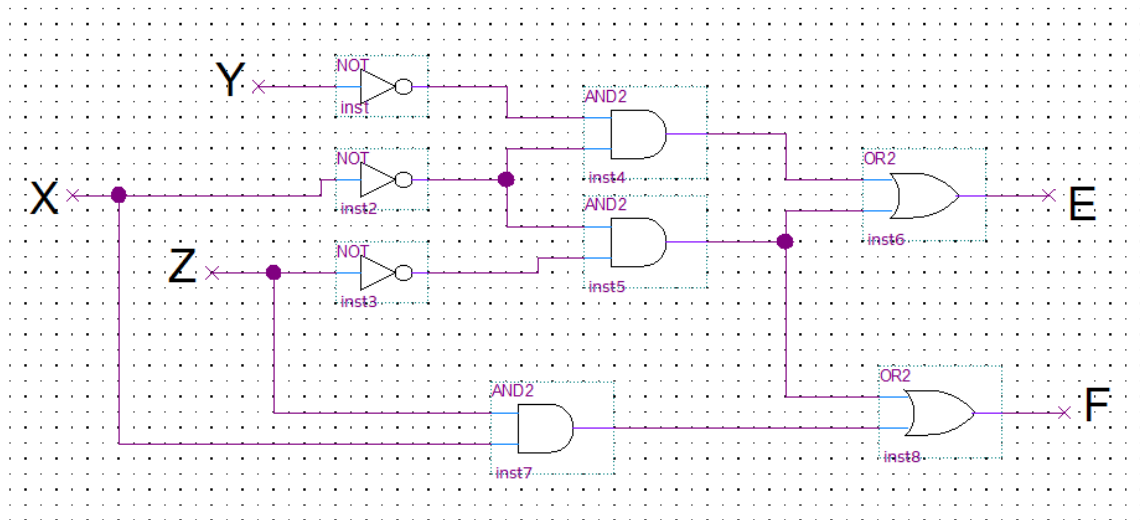 Y
NOT
inst
AND2
inst4
X
NOT
inst2
AND2
inst5
OR2
inst6
E
Z
NOT
inst3
AND2
inst7
OR2
inst8
F